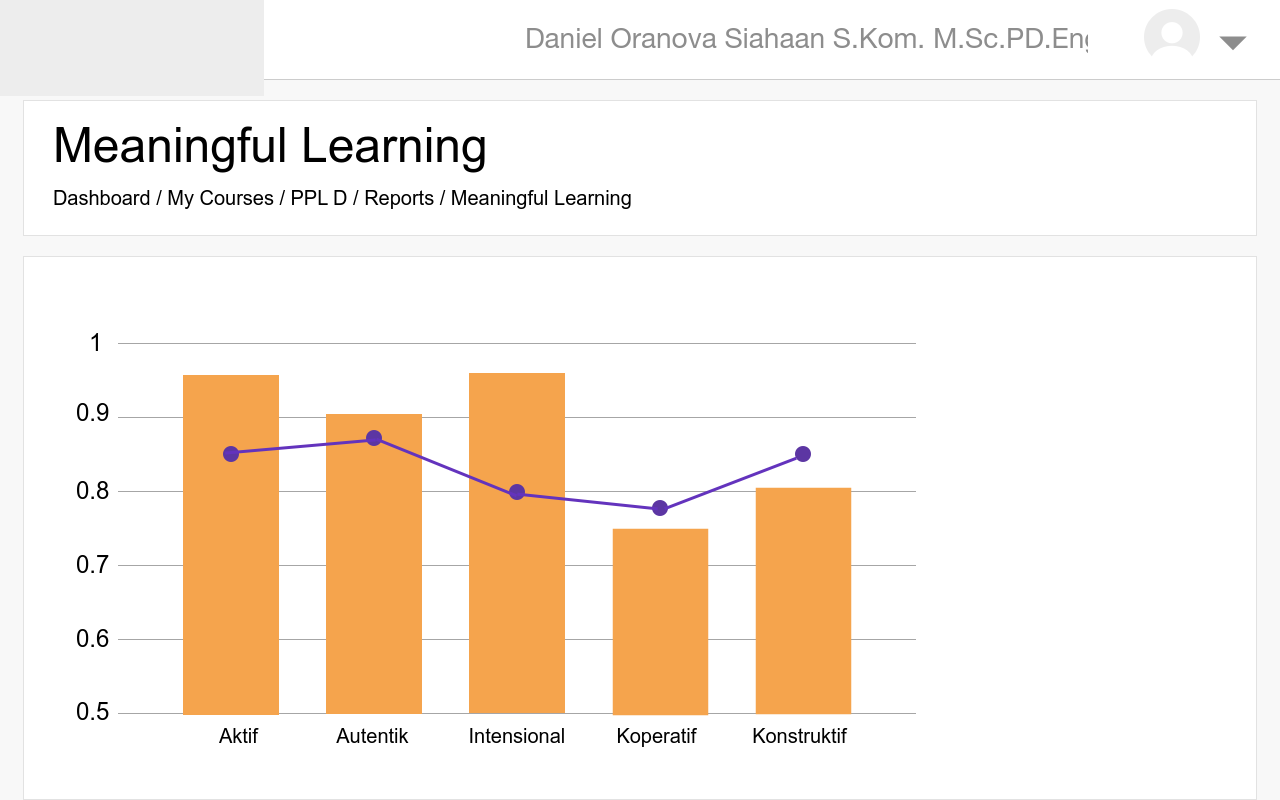 Daniel Oranova Siahaan S.Kom. M.Sc.PD.Eng
Meaningful Learning
Dashboard / My Courses / PPL D / Reports / Meaningful Learning
1
0.9
0.8
0.7
0.6
0.5
Aktif Autentik Intensional Koperatif Konstruktif